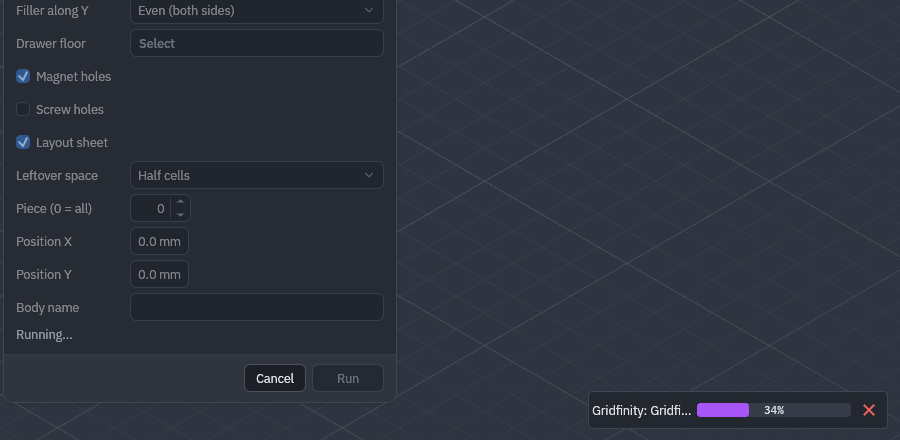 Filler along Y Even (both sides)
Drawer floor Select
Magnet holes
Screw holes
Layout sheet
Leftover space Half cells
Piece (0 = all) 0
Position X 0.0 mm
Position Y 0.0 mm
Body name
Running...
Cancel Run
Gridfinity: Gridfi... 34%